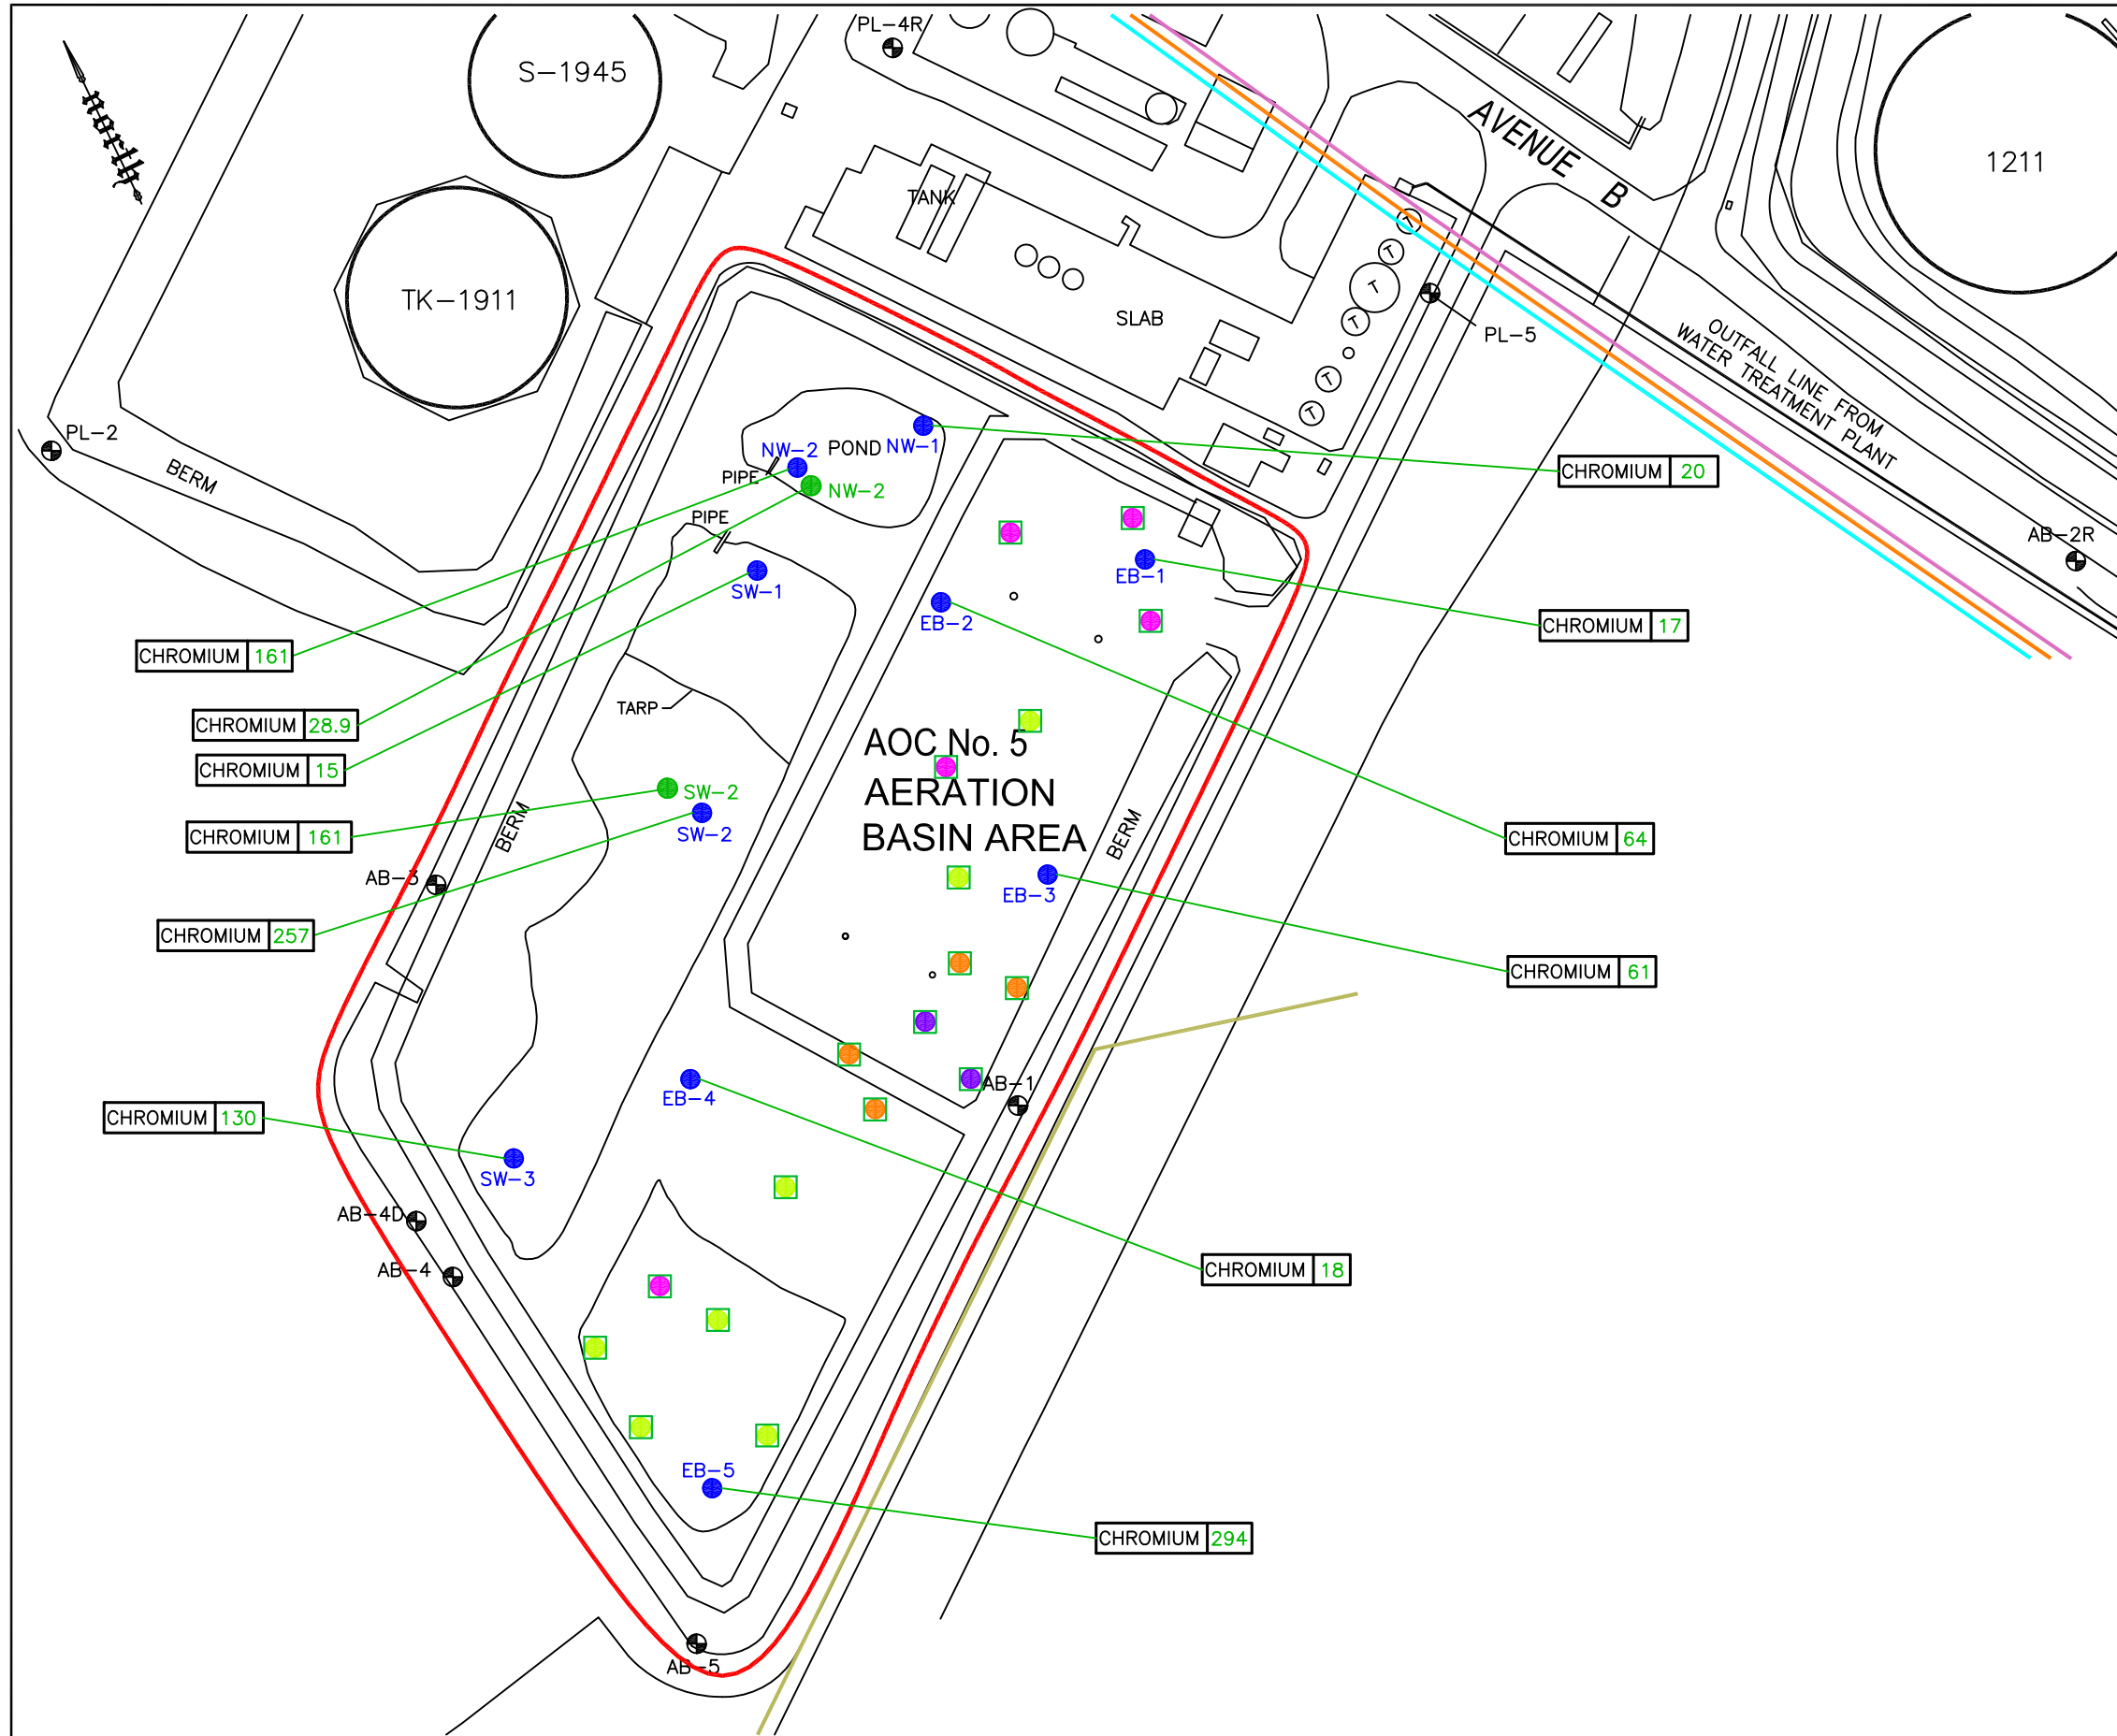 PL-4R
S-1945
north
AVENUE B
1211
TANK
TK-1911
SLAB
PL-5
OUTFALL LINE FROM
WATER TREATMENT PLANT
PL-2
BERM
NW-2
POND
NW-1
PIPE
NW-2
CHROMIUM 20
PIPE
AB-2R
SW-1
EB-1
EB-2
CHROMIUM 17
CHROMIUM 161
TARP
CHROMIUM 28.9
AOC No. 5
AERATION
BASIN AREA
CHROMIUM 15
SW-2
SW-2
BERM
BERM
CHROMIUM 161
CHROMIUM 64
AB-3
EB-3
CHROMIUM 257
CHROMIUM 61
AB-1
EB-4
CHROMIUM 130
SW-3
AB-4D
AB-4
CHROMIUM 18
EB-5
CHROMIUM 294
AB-5
T
T
T
T
T
T